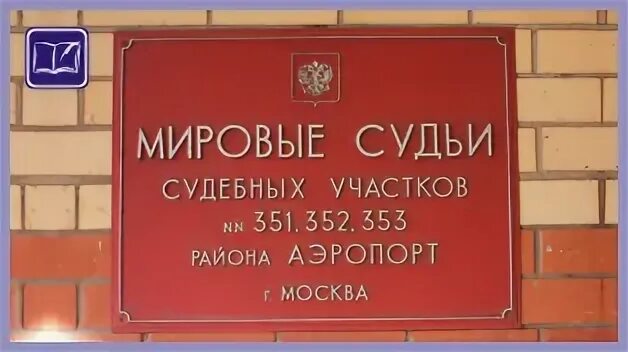 МИРОВЫЕ СУДЬИ
СУДЕБНЫХ УЧАСТКОВ
NN 351, 352, 353
РАЙОНА АЭРОПОРТ
Г. МОСКВА